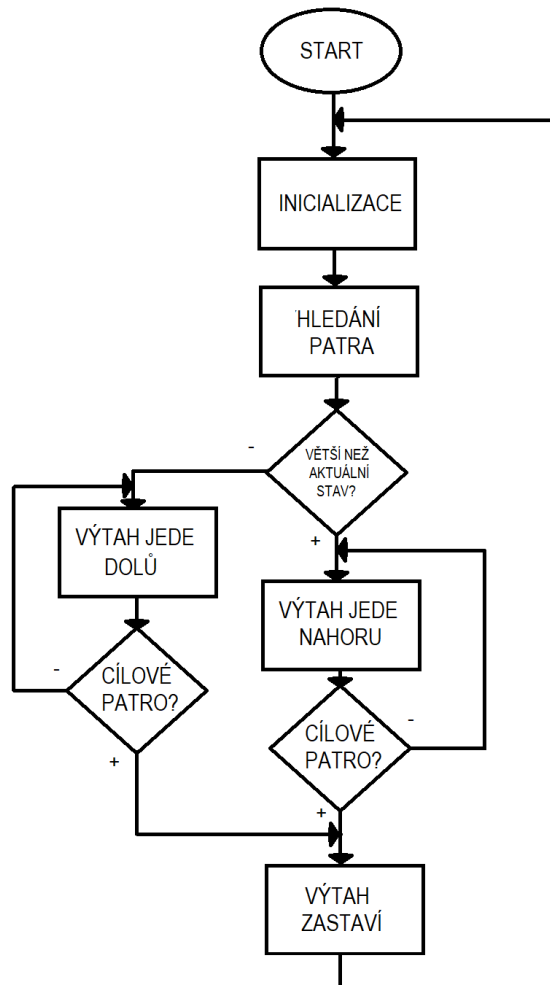 START
INICIALIZACE
HLEDÁNÍ
PATRA
VĚTŠÍ NEŽ
AKTUÁLNÍ
STAV?
-
+
VÝTAH JEDE
DOLŮ
VÝTAH JEDE
NAHORU
CÍLOVÉ
PATRO?
-
+
CÍLOVÉ
PATRO?
-
+
VÝTAH
ZASTAVÍ